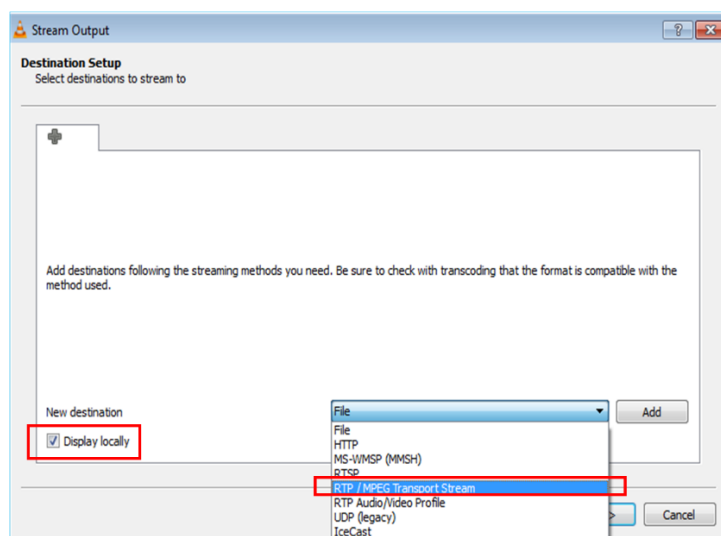 Stream Output
Destination Setup
Select destinations to stream to
Add destinations following the streaming methods you need. Be sure to check with transcoding that the format is compatible with the
method used.
New destination
File
Add
Display locally
File
HTTP
MS-WMSP (MMSH)
RTSP
RTP / MPEG Transport Stream
RTP Audio/Video Profile
UDP (legacy)
IceCast
>
Cancel